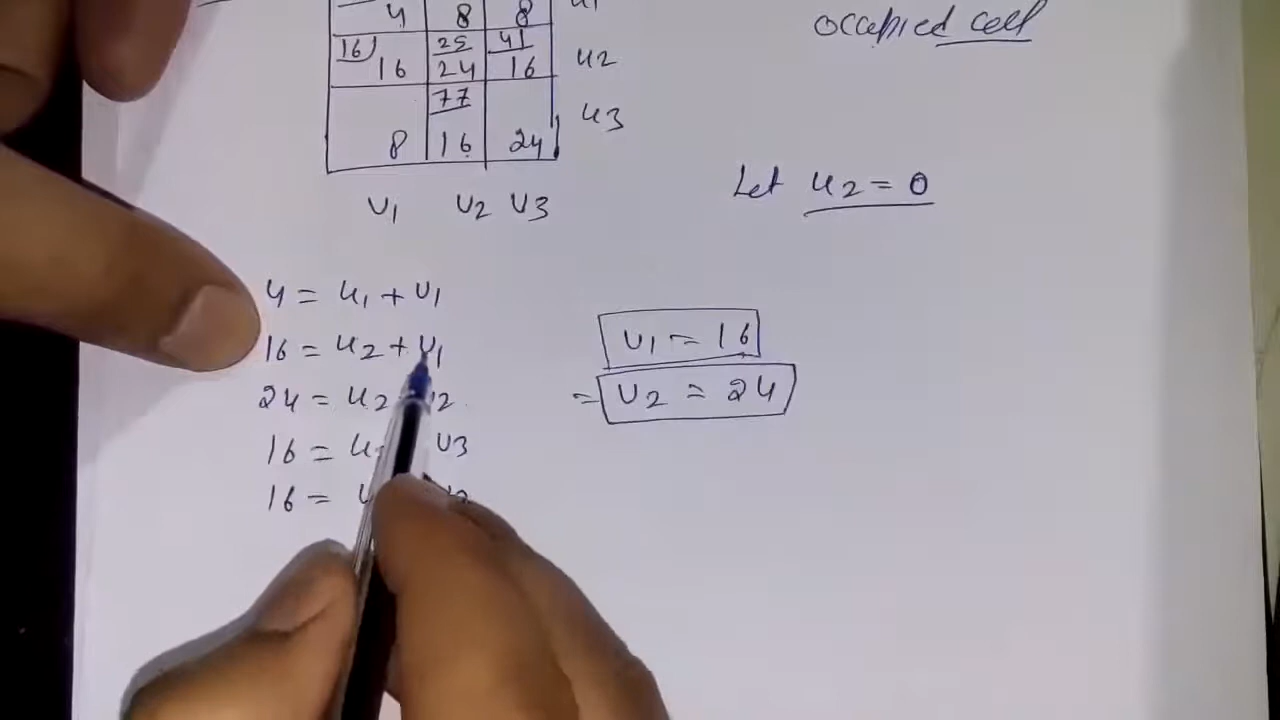 4 8 8
occupied cell
16 16 25 24 41 16 u2
77
u3
8 16 24
v1 v2 v3
Let u2 = 0
4 = u1 + v1
16 = u2 + v1 v1 = 16
24 = u2 2 = v2 = 24
16 = v3
16 =